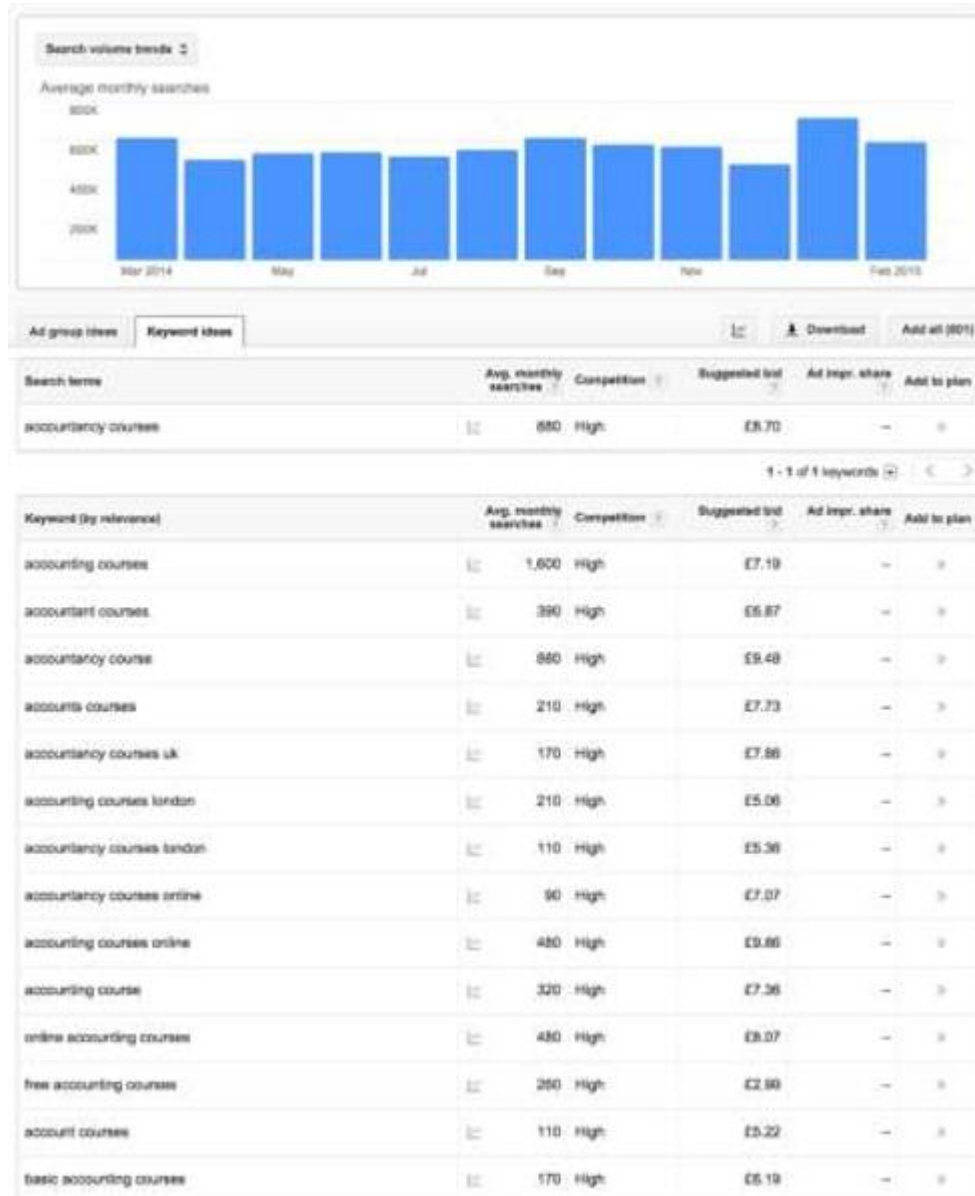 Search volume trends
Average monthly searches
800K
600K
400K
200K
Mar 2014 May Jul Sep Nov Feb 2015
Ad group ideas Keyword ideas Download Add all (801)
Search terms Avg. monthly searches ? Competition ? Suggested bid ? Ad impr. share ? Add to plan
accountancy courses 880 High £8.70 –
1 - 1 of 1 keywords
Keyword (by relevance) Avg. monthly searches ? Competition ? Suggested bid ? Ad impr. share ? Add to plan
accounting courses 1,600 High £7.19 –
accountant courses 390 High £6.87 –
accountancy course 880 High £9.48 –
accounts courses 210 High £7.73 –
accountancy courses uk 170 High £7.86 –
accounting courses london 210 High £5.06 –
accountancy courses london 110 High £5.36 –
accountancy courses online 90 High £7.07 –
accounting courses online 480 High £9.86 –
accounting course 320 High £7.36 –
online accounting courses 480 High £8.07 –
free accounting courses 260 High £2.99 –
account courses 110 High £5.22 –
basic accounting courses 170 High £6.19 –